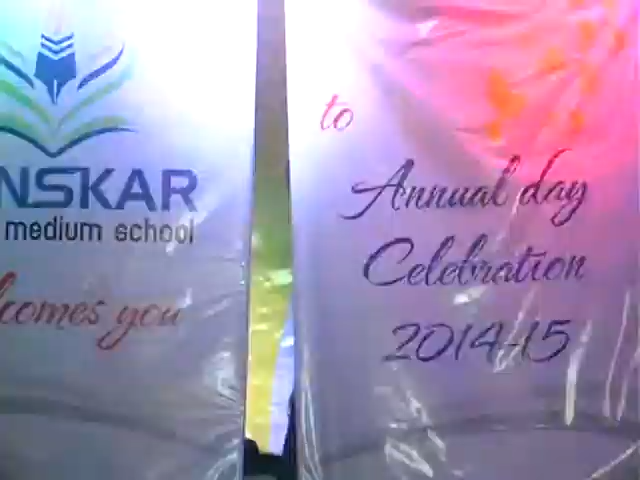 NSKAR
medium school
lcomes you
to
Annual day
Celebration
2014-15